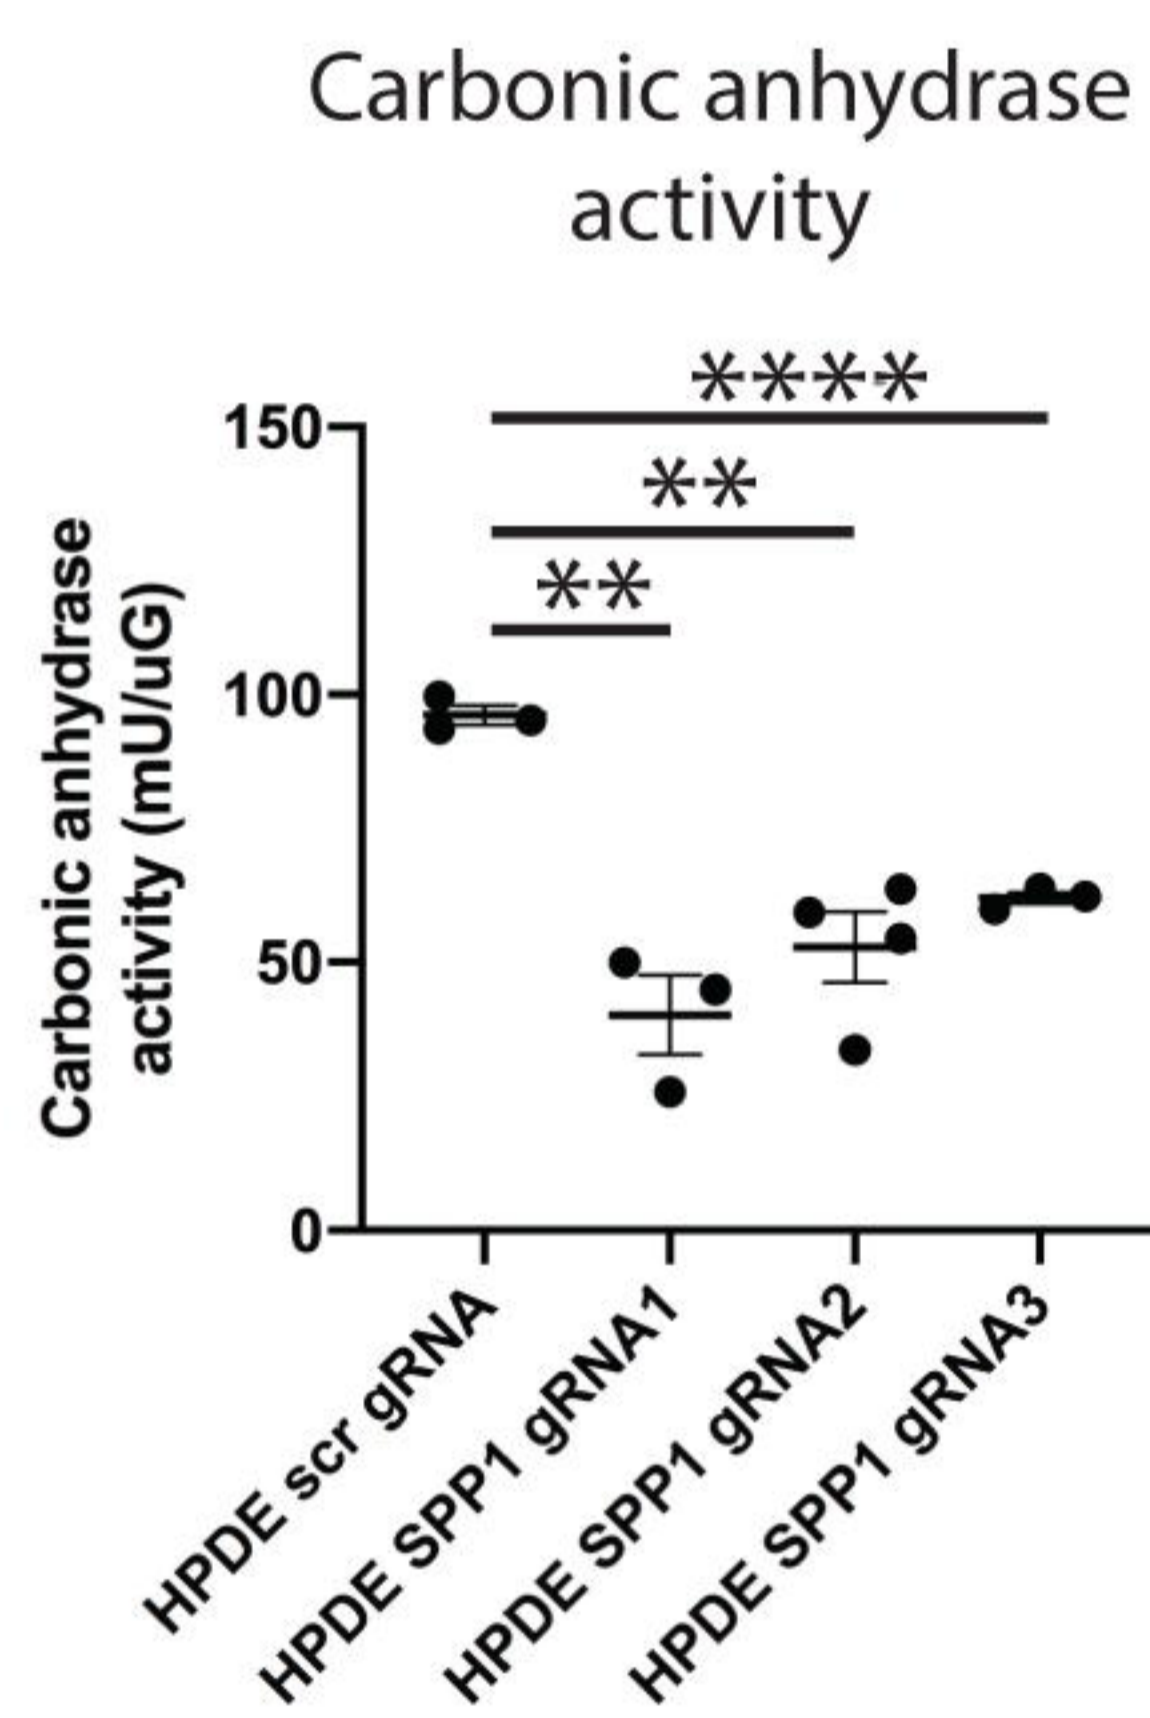 Carbonic anhydrase
activity
****
**
**
150
100
50
0
Carbonic anhydrase
activity (mU/uG)
HPDE scr gRNA
HPDE SPP1 gRNA1
HPDE SPP1 gRNA2
HPDE SPP1 gRNA3